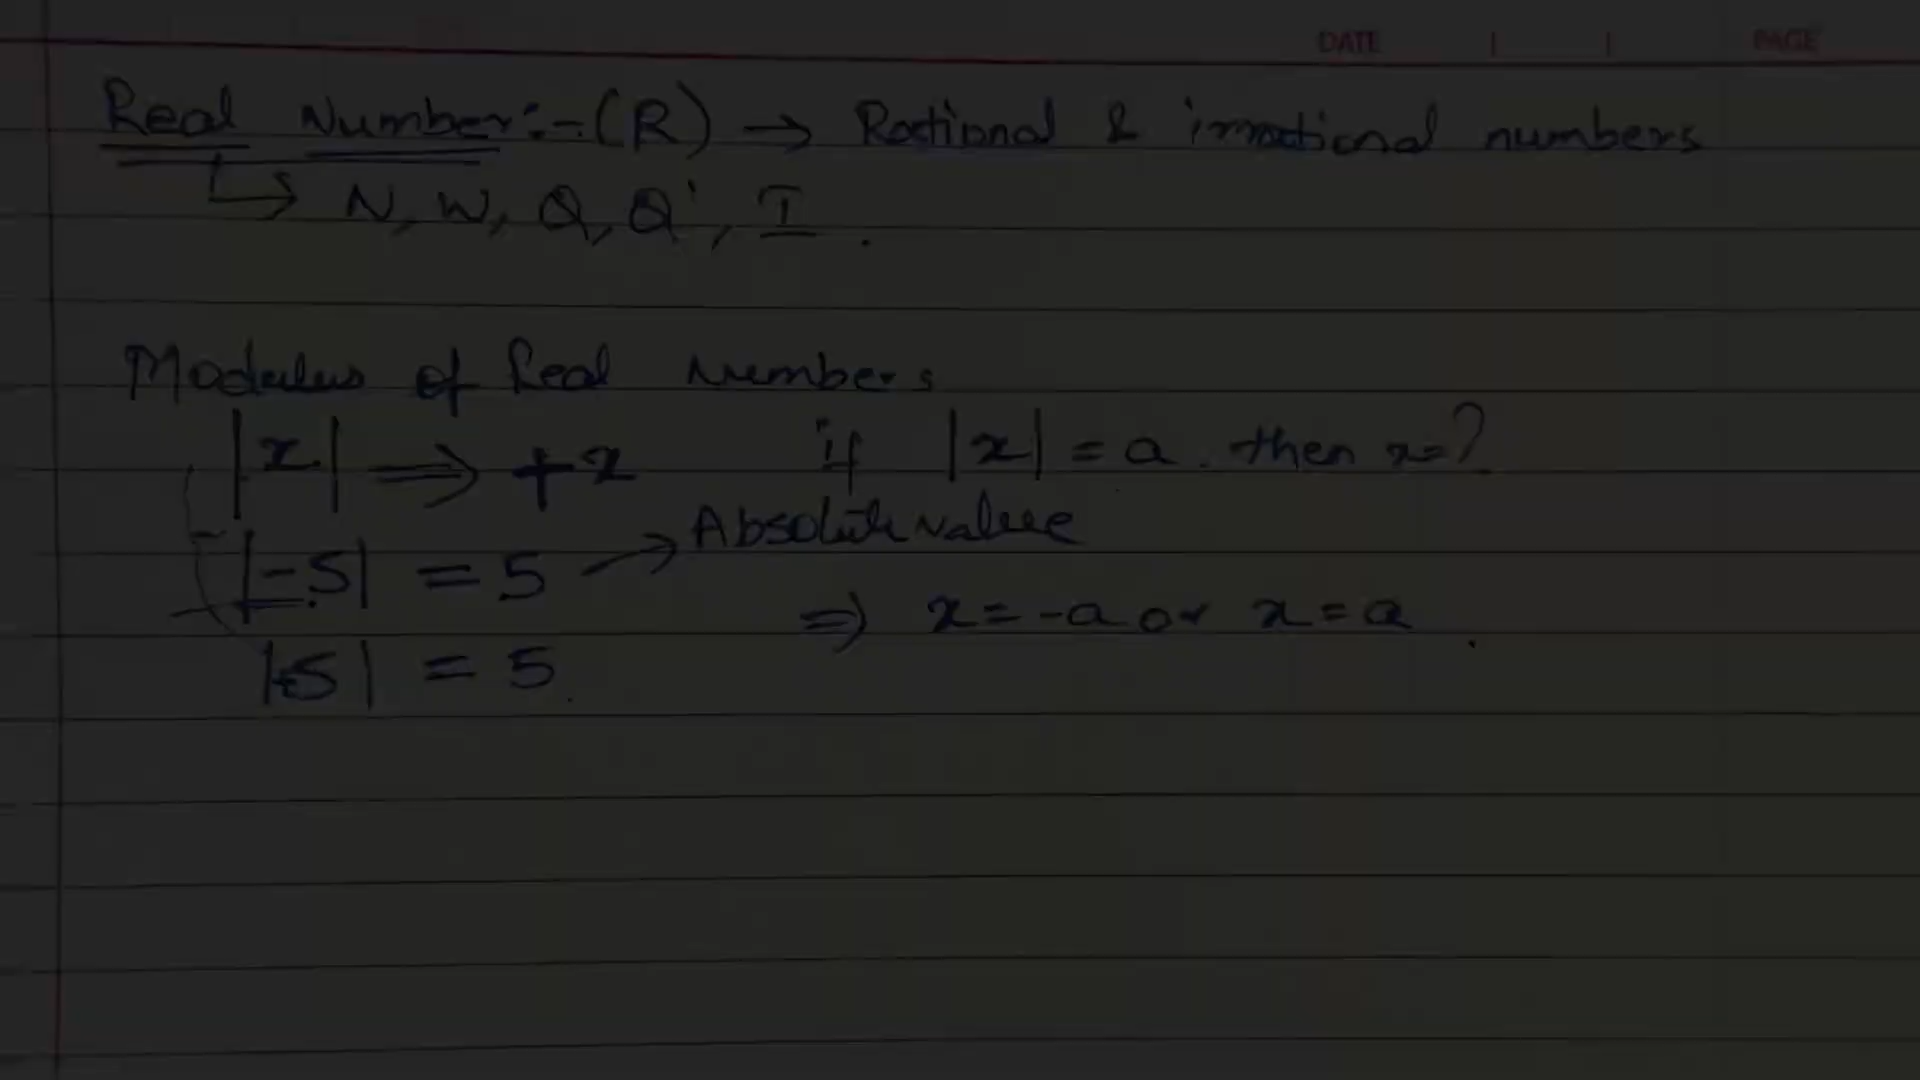 DATE | | PAGE
Real Number:-(R) → Rational & irrational numbers
↳ N, W, Q, Q', I.
Modulus of Real Numbers
|x| ⇒ +x if |x| = a. then x=?
|-5| = 5 → Absolute value
⇒ x=-a or x=a.
|+5| = 5.